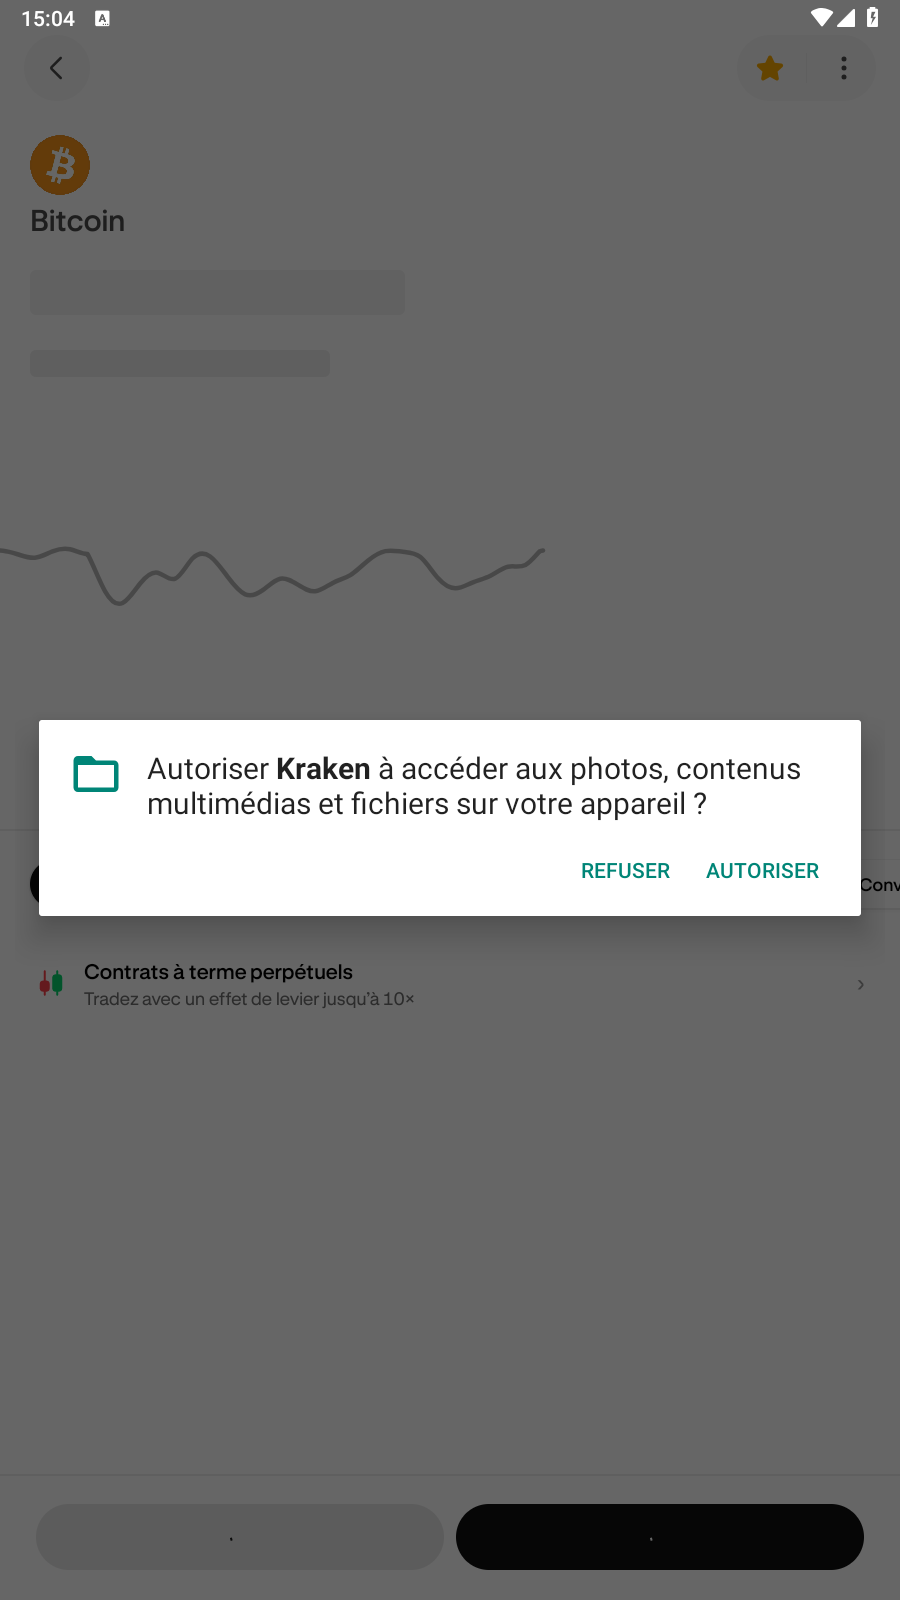 15:04
Bitcoin
Autoriser Kraken à accéder aux photos, contenus
multimédias et fichiers sur votre appareil ?
REFUSER AUTORISER
Conv
Contrats à terme perpétuels
Tradez avec un effet de levier jusqu'à 10×